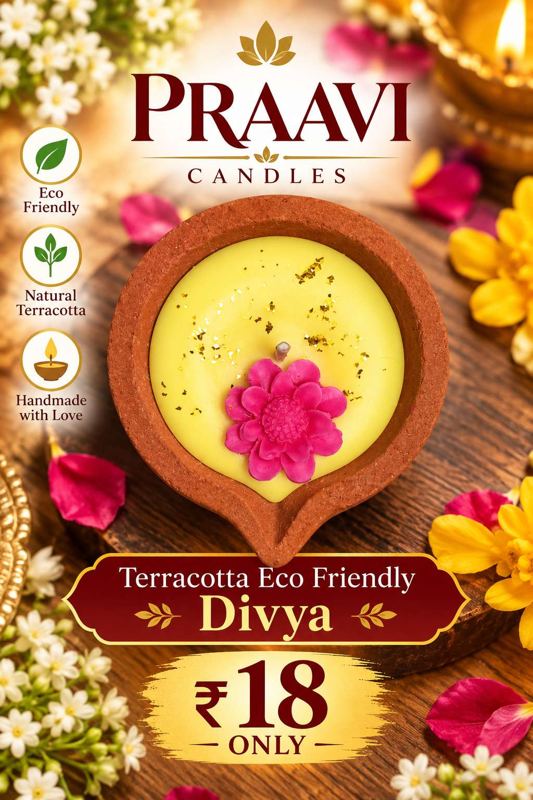 PRAAVI
CANDLES
Eco
Friendly
Natural
Terracotta
Handmade
with Love
Terracotta Eco Friendly
Divya
₹18
ONLY